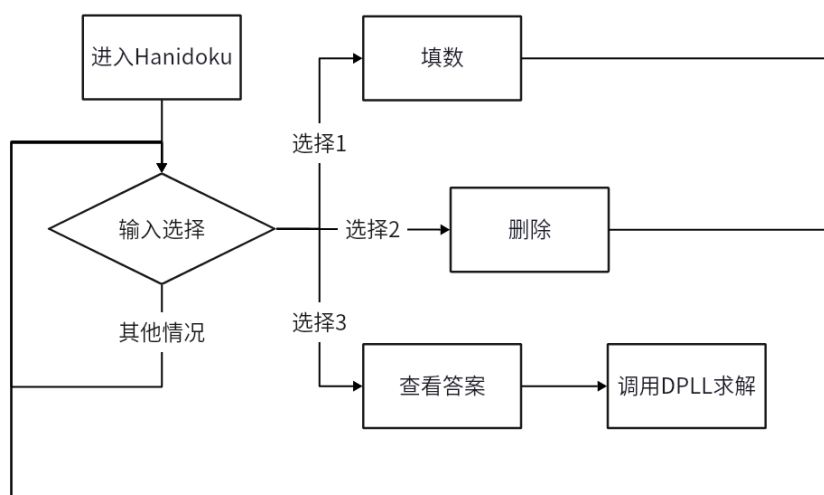 进入Hanidoku
填数
选择1
输入选择
选择2
删除
其他情况
选择3
查看答案
调用DPLL求解